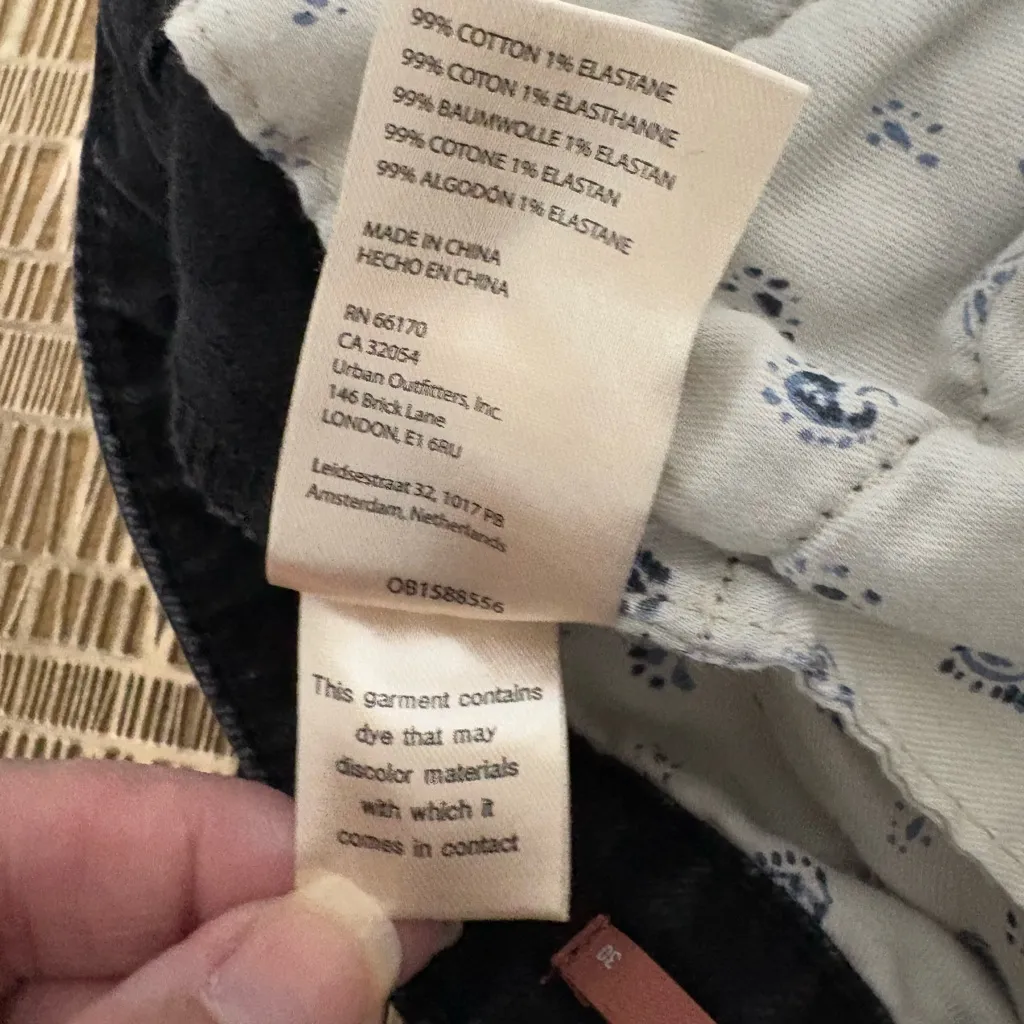 99% COTTON 1% ELASTANE
99% COTON 1% ÉLASTHANNE
99% BAUMWOLLE 1% ELASTAN
99% COTONE 1% ELASTAN
99% ALGODÓN 1% ELASTANE
MADE IN CHINA
HECHO EN CHINA
RN 66170
CA 32054
Urban Outfitters, Inc.
146 Brick Lane
LONDON, E1 6RU
Leidsestraat 32, 1017 PB
Amsterdam, Netherlands
OB1588556
This garment contains
dye that may
discolor materials
with which it
comes in contact
30